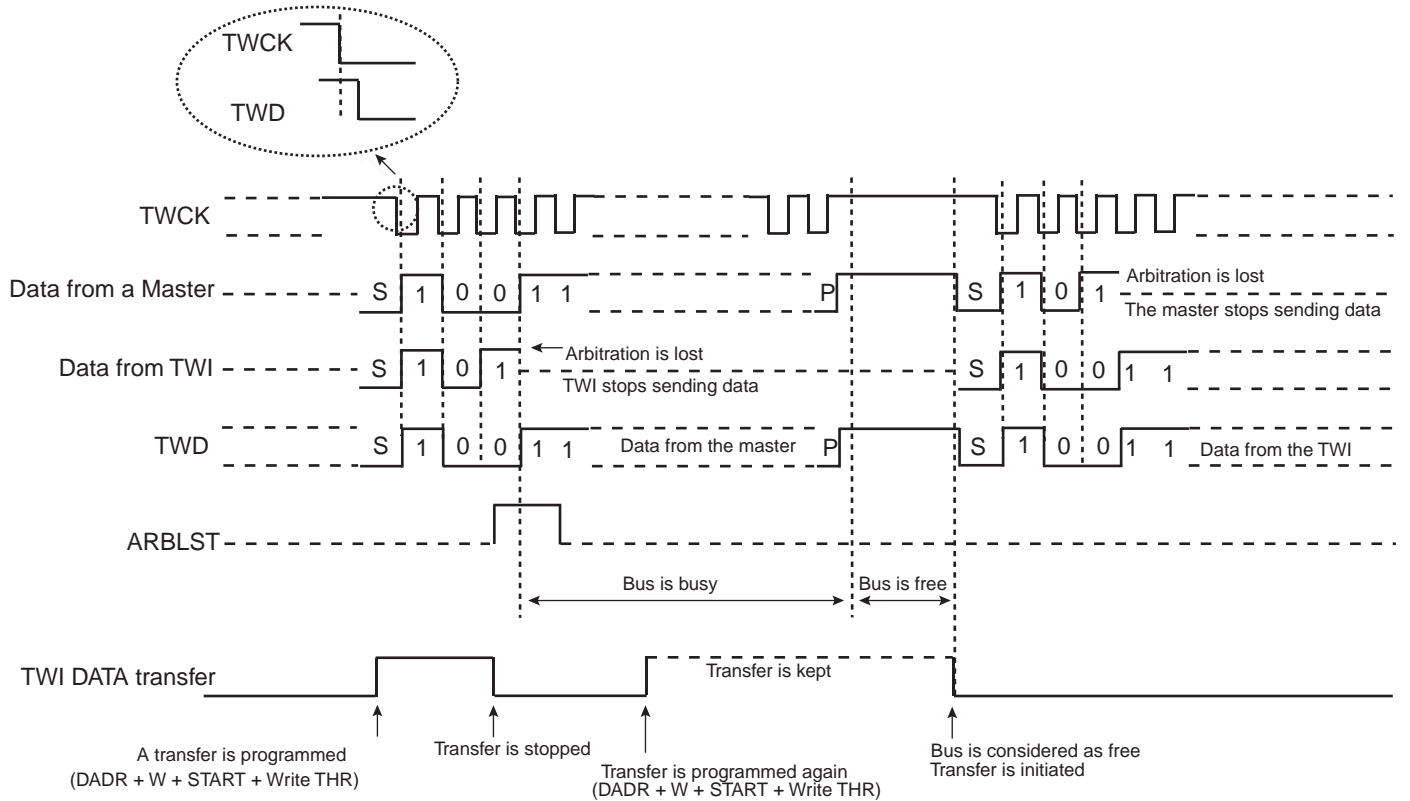 TWCK
TWD
TWCK
Data from a Master
S 1 0 0 1 1
P
S 1 0 1
Arbitration is lost
The master stops sending data
Data from TWI
S 1 0 1
Arbitration is lost
TWI stops sending data
S 1 0 0 1 1
TWD
S 1 0 0 1 1
Data from the master
P
S 1 0 0 1 1
Data from the TWI
ARBLST
Bus is busy
Bus is free
TWI DATA transfer
Transfer is kept
A transfer is programmed
(DADR + W + START + Write THR)
Transfer is stopped
Transfer is programmed again
(DADR + W + START + Write THR)
Bus is considered as free
Transfer is initiated